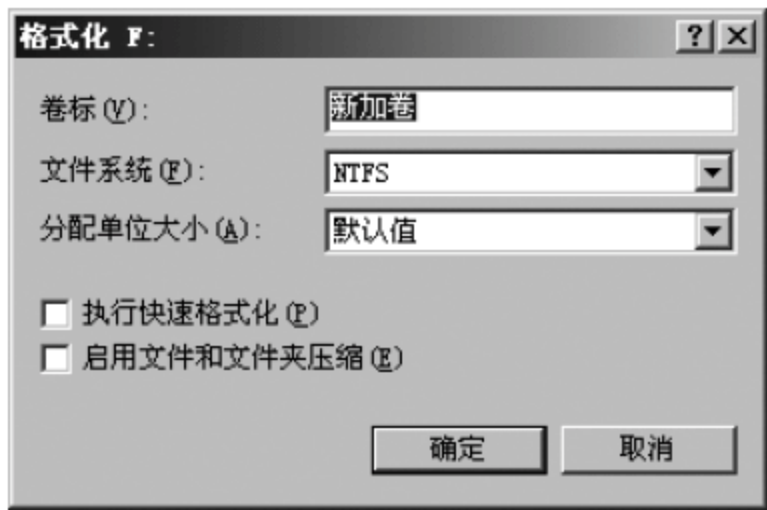 格式化 F:
卷标(V): 新加卷
文件系统(F): NTFS
分配单位大小(A): 默认值
执行快速格式化(P)
启用文件和文件夹压缩(E)
确定 取消